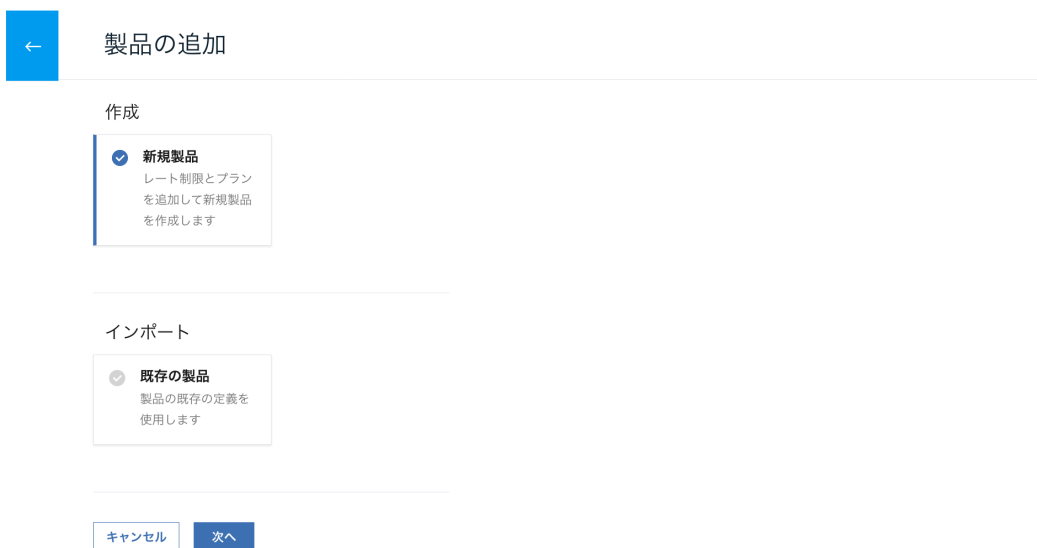 ←
製品の追加
作成
新規製品
レート制限とプラン
を追加して新規製品
を作成します
インポート
既存の製品
製品の既存の定義を
使用します
キャンセル
次へ